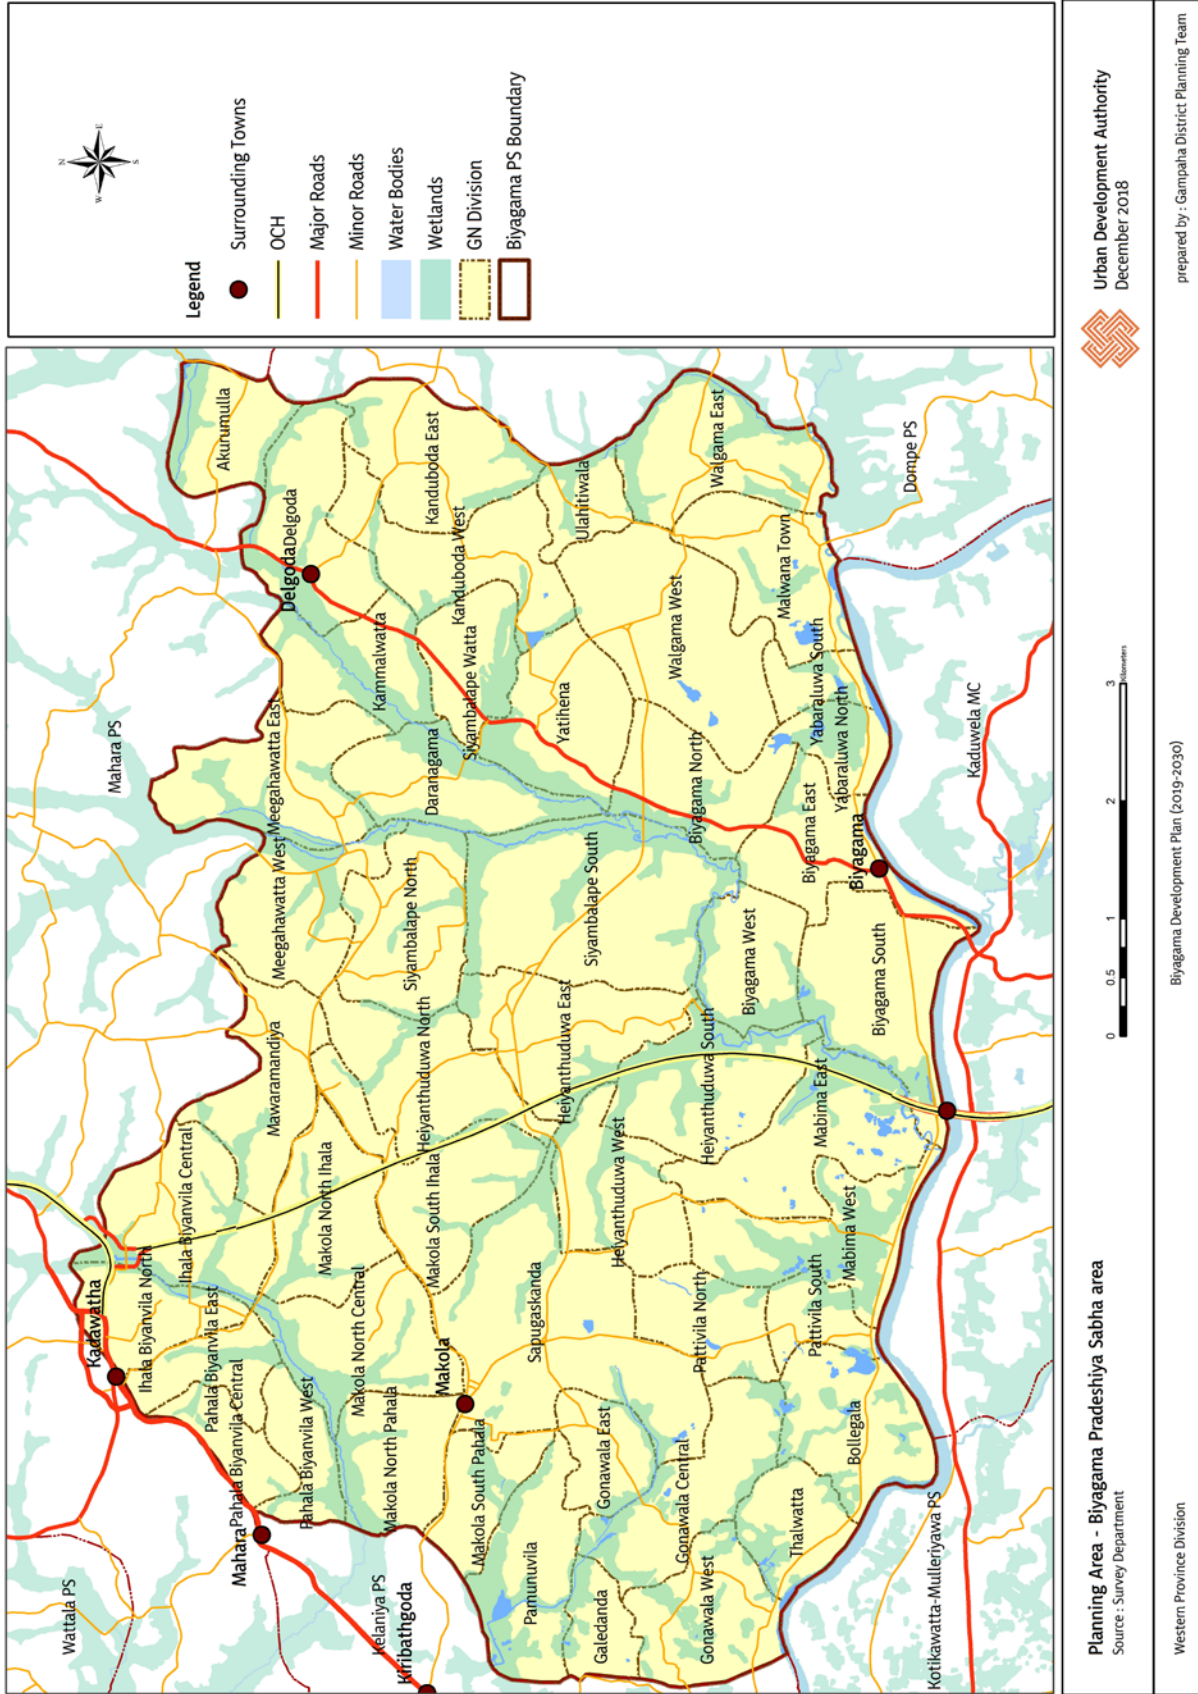 Wattala PS
Mahara PS
Kadawatha
Mahara
Kelaniya PS
Kiribathgoda
Makola
Delgoda
Biyagama
Dompe PS
Kaduwela MC
Kotikawatta-Mulleriyawa PS
Akurumulla
Delgoda
Kanduboda East
Kanduboda West
Kammalwatta
Siyambalape Watta
Ulahitiwala
Walgama East
Walgama West
Malwana Town
Yatihena
Yabaraluwa South
Yabaraluwa North
Meegahawatta East
Meegahawatta West
Daranagama
Biyagama North
Biyagama East
Siyambalape North
Siyambalape South
Biyagama West
Biyagama South
Mawaramandiya
Heiyanthuduwa North
Heiyanthuduwa East
Heiyanthuduwa South
Heiyanthuduwa West
Mabima East
Mabima West
Ihala Biyanvila Central
Ihala Biyanvila North
Makola North Ihala
Makola South Ihala
Pahala Biyanvila East
Pahala Biyanvila Central
Pahala Biyanvila West
Makola North Central
Makola North Pahala
Makola South Pahala
Sapugaskanda
Pattivila North
Pattivila South
Bollegala
Gonawala East
Gonawala Central
Gonawala West
Thalwatta
Pamunuvila
Galedanda
N
E
S
W
Legend
Surrounding Towns
OCH
Major Roads
Minor Roads
Water Bodies
Wetlands
GN Division
Biyagama PS Boundary
0 0.5 1 2 3
Kilometers
Planning Area - Biyagama Pradeshiya Sabha area
Source : Survey Department
Urban Development Authority
December 2018
Western Province Division
Biyagama Development Plan (2019-2030)
prepared by : Gampaha District Planning Team